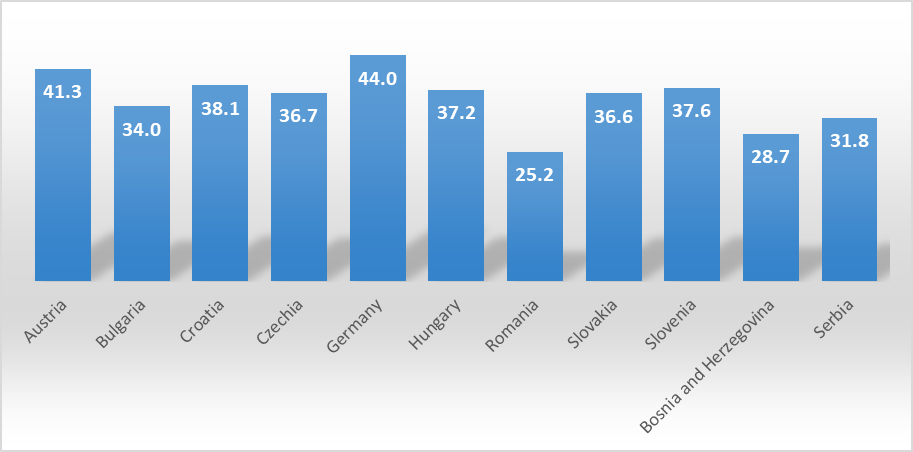 41.3
34.0
38.1
36.7
44.0
37.2
25.2
36.6
37.6
28.7
31.8
Austria
Bulgaria
Croatia
Czechia
Germany
Hungary
Romania
Slovakia
Slovenia
Bosnia and Herzegovina
Serbia